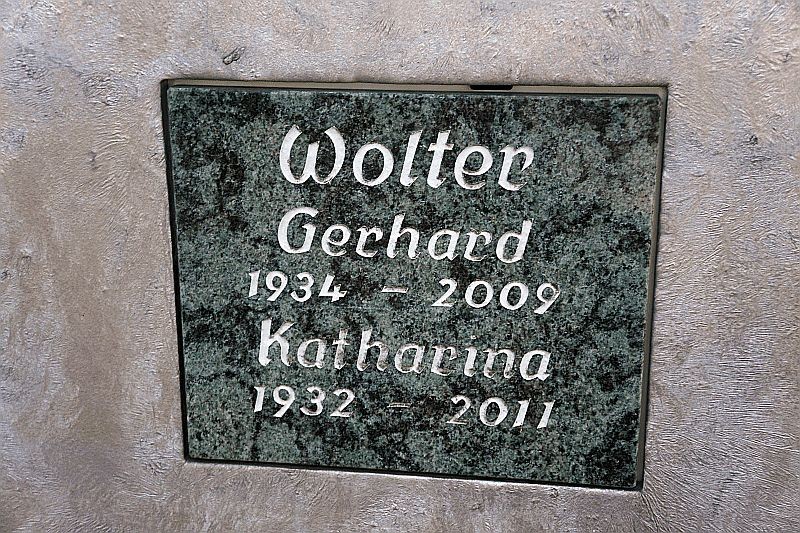 Wolter
Gerhard
1934 – 2009
Katharina
1932 – 2011